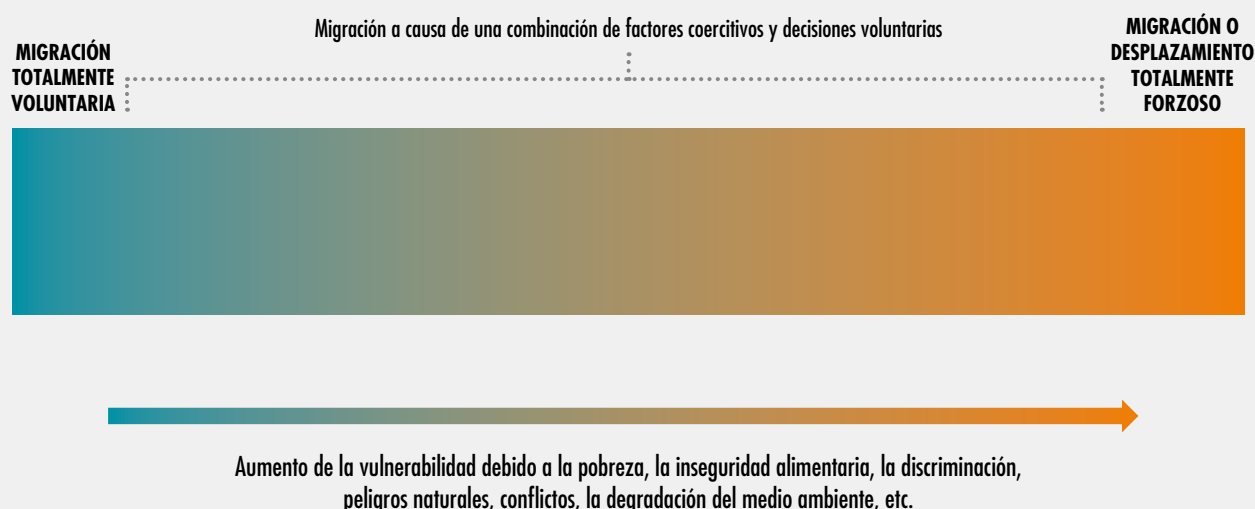 MIGRACIÓN
TOTALMENTE
VOLUNTARIA
Migración a causa de una combinación de factores coercitivos y decisiones voluntarias
MIGRACIÓN O
DESPLAZAMIENTO
TOTALMENTE
FORZOSO
Aumento de la vulnerabilidad debido a la pobreza, la inseguridad alimentaria, la discriminación,
peligros naturales, conflictos, la degradación del medio ambiente, etc.